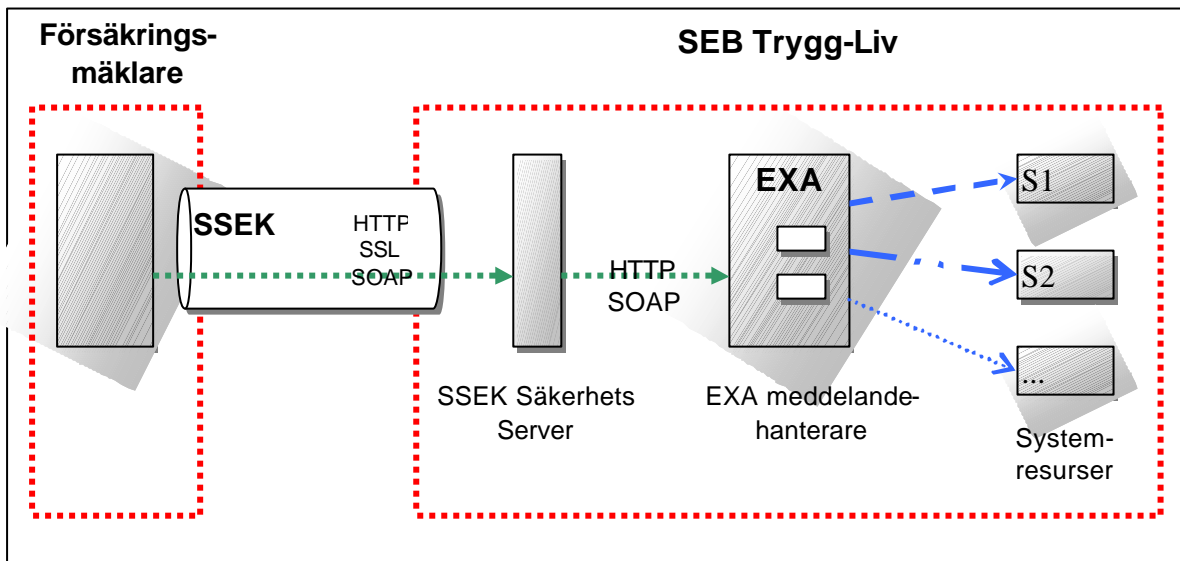 Försäkrings-
mäklare
SEB Trygg-Liv
SSEK
HTTP
SSL
SOAP
HTTP
SOAP
EXA
S1
S2
...
SSEK Säkerhets
Server
EXA meddelande-
hanterare
System-
resurser